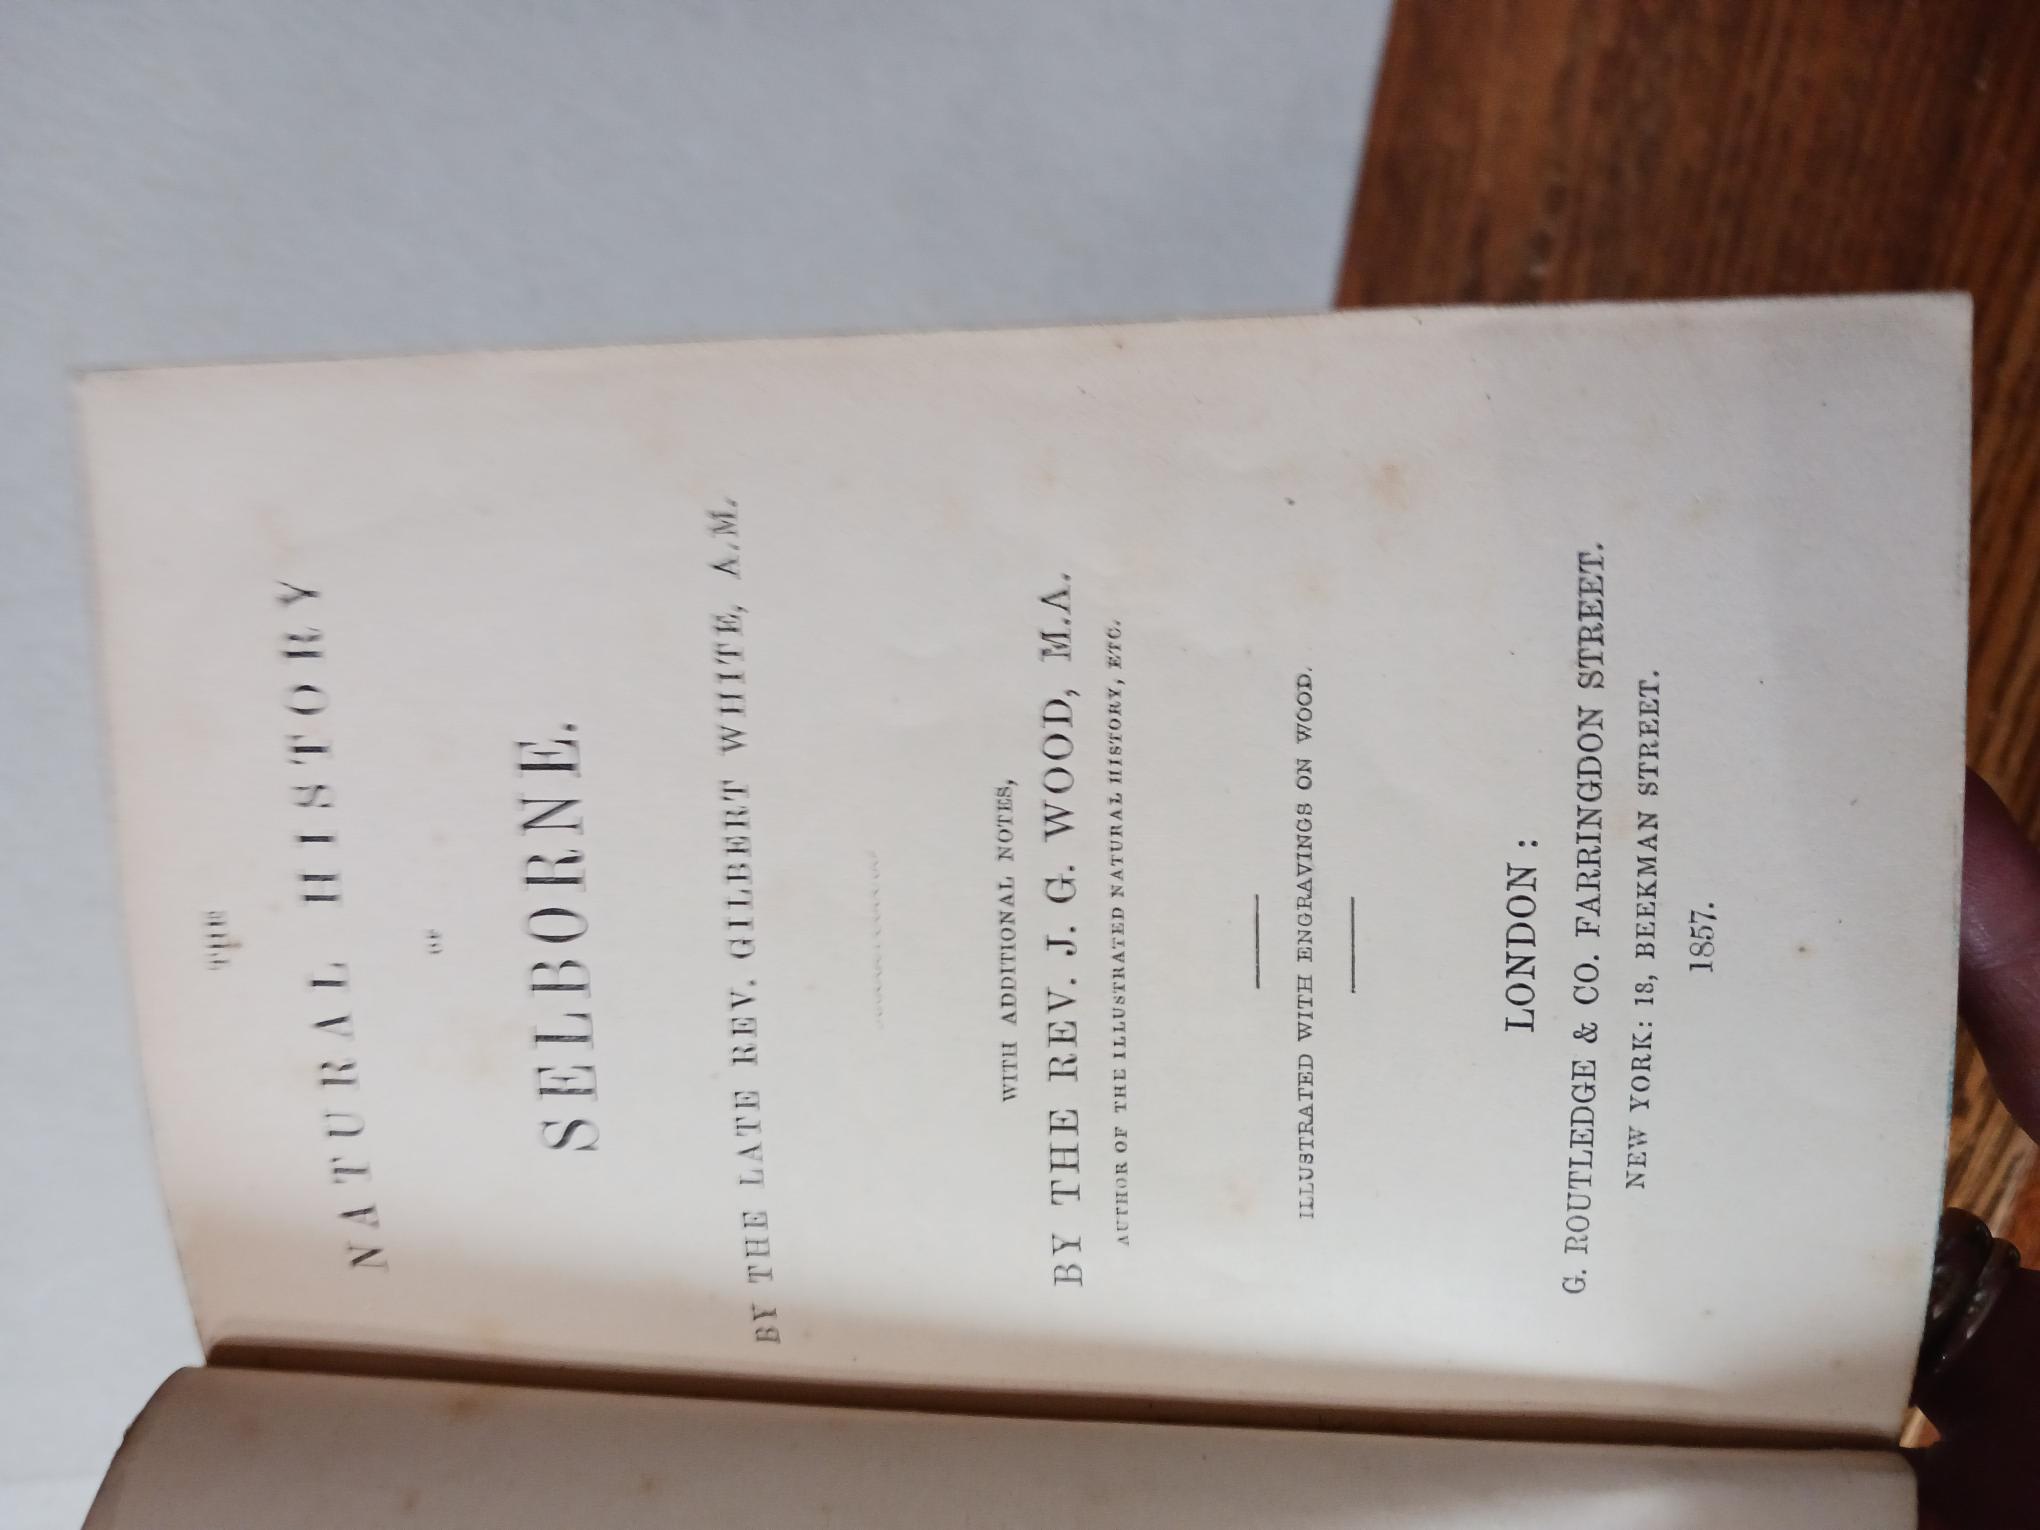 THE
NATURAL HISTORY
OF
SELBORNE.
BY THE LATE REV. GILBERT WHITE, A.M.
WITH ADDITIONAL NOTES,
BY THE REV. J. G. WOOD, M.A.
AUTHOR OF THE ILLUSTRATED NATURAL HISTORY, ETC.
ILLUSTRATED WITH ENGRAVINGS ON WOOD.
LONDON:
G. ROUTLEDGE & CO. FARRINGDON STREET.
NEW YORK: 18, BEEKMAN STREET.
1857.